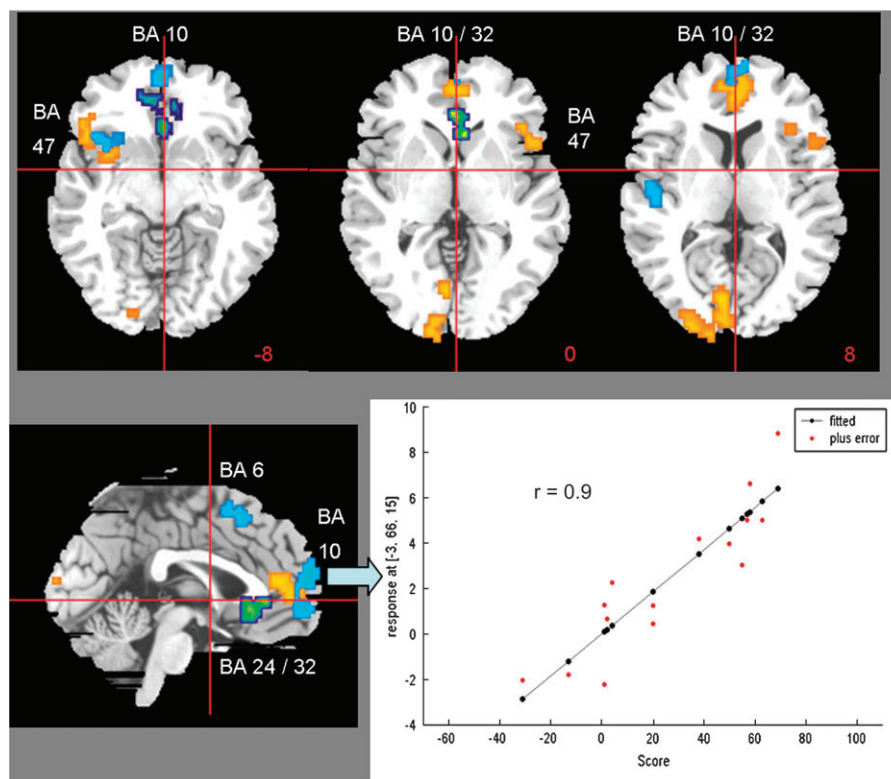 BA 10
BA 10 / 32
BA 10 / 32
BA
47
BA
47
-8
0
8
BA 6
BA
10
BA 24 / 32
10
8
6
4
2
0
-2
-4
response at [-3, 66, 15]
fitted
plus error
r = 0.9
-60 -40 -20 0 20 40 60 80 100
Score